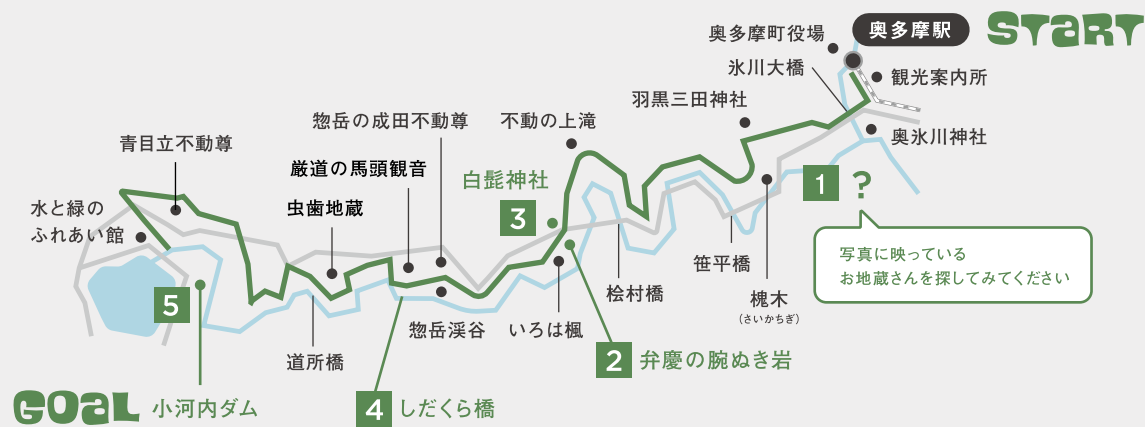 START
奥多摩駅
奥多摩町役場
氷川大橋
観光案内所
羽黒三田神社
奥氷川神社
不動の上滝
惣岳の成田不動尊
青目立不動尊
厳道の馬頭観音
白髭神社
虫歯地蔵
水と緑の
ふれあい館
1 ?
写真に映っている
お地蔵さんを探してみてください
3
笹平橋
桧村橋
槐木
(さいかちぎ)
5
惣岳渓谷
いろは楓
道所橋
2 弁慶の腕ぬき岩
4 しだくら橋
GOAL 小河内ダム